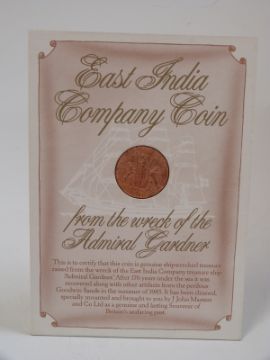 East India
Company Coin
from the wreck of the
Admiral Gardner
This is to certify that this coin is genuine shipwrecked treasure
raised from the wreck of the East India Company treasure ship
'Admiral Gardner'. After 176 years under the sea it was
recovered along with other artifacts from the perilous
Goodwin Sands in the summer of 1985. It has been cleaned,
specially mounted and brought to you by J John Masters
and Co Ltd as a genuine and lasting Souvenir of
Britain's seafaring past.